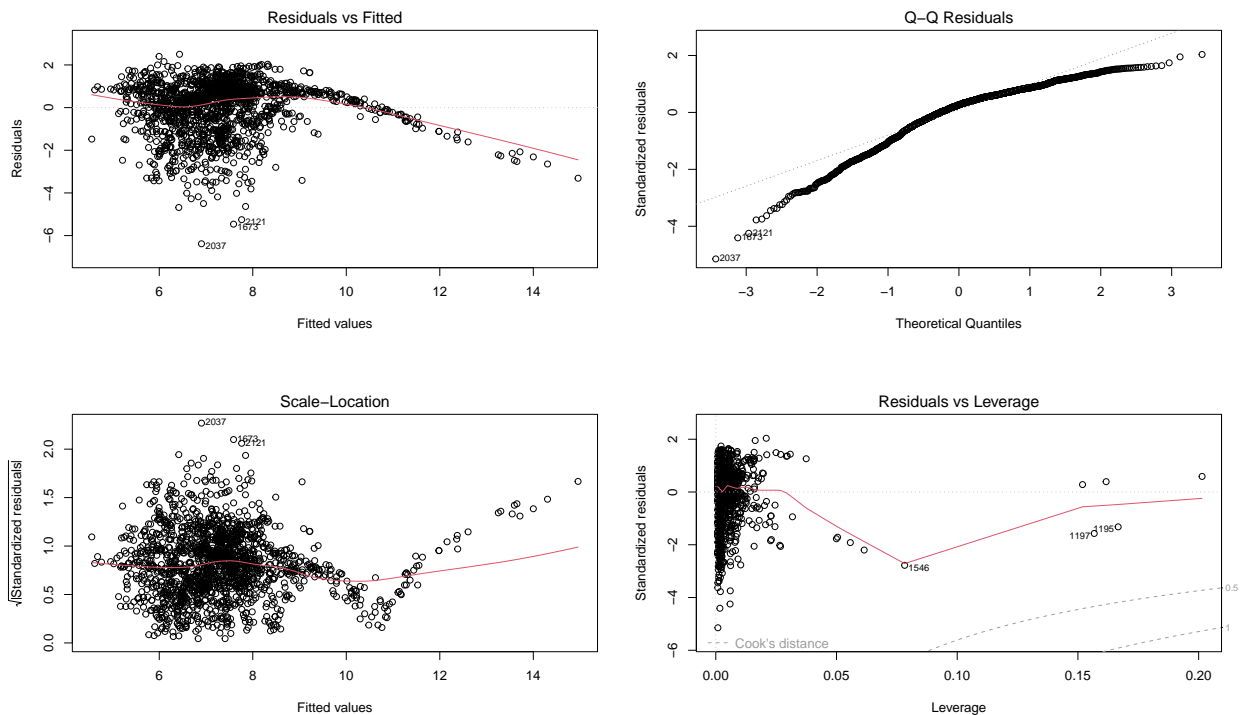 Residuals vs Fitted
Residuals
2
0
−2
−4
−6
2121
1673
2037
6 8 10 12 14
Fitted values
Q−Q Residuals
Standardized residuals
2
0
−2
−4
2121
1673
2037
−3 −2 −1 0 1 2 3
Theoretical Quantiles
Scale−Location
√|Standardized residuals|
2.0
1.5
1.0
0.5
0.0
2037
1673
2121
6 8 10 12 14
Fitted values
Residuals vs Leverage
Standardized residuals
2
0
−2
−4
−6
1195
1197
1546
0.5
1
Cook's distance
0.00 0.05 0.10 0.15 0.20
Leverage